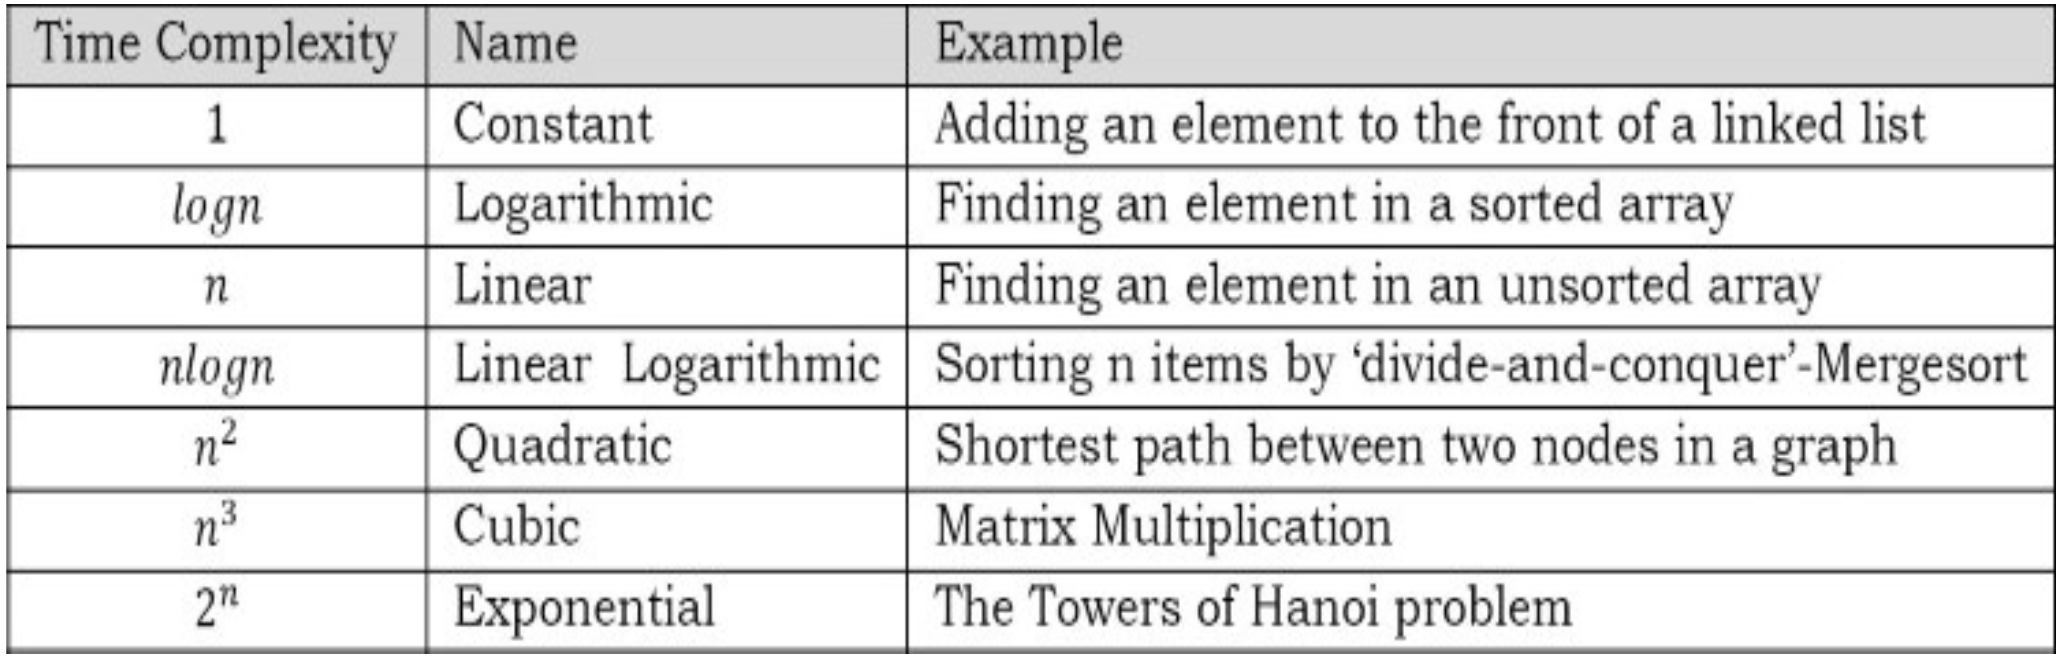 Time Complexity Name Example
1 Constant Adding an element to the front of a linked list
logn Logarithmic Finding an element in a sorted array
n Linear Finding an element in an unsorted array
nlogn Linear Logarithmic Sorting n items by ‘divide-and-conquer’-Mergesort
n² Quadratic Shortest path between two nodes in a graph
n³ Cubic Matrix Multiplication
2ⁿ Exponential The Towers of Hanoi problem